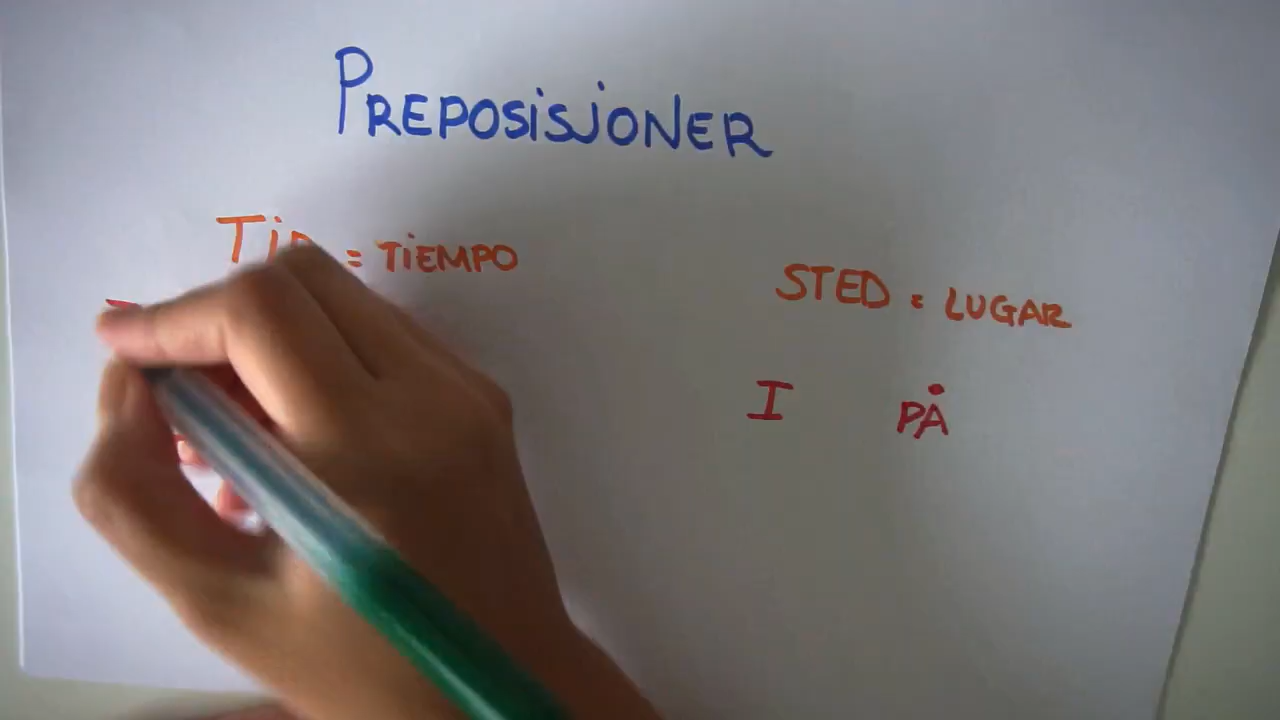 PREPOSISJONER
= TIEMPO
STED = LUGAR
I PÅ